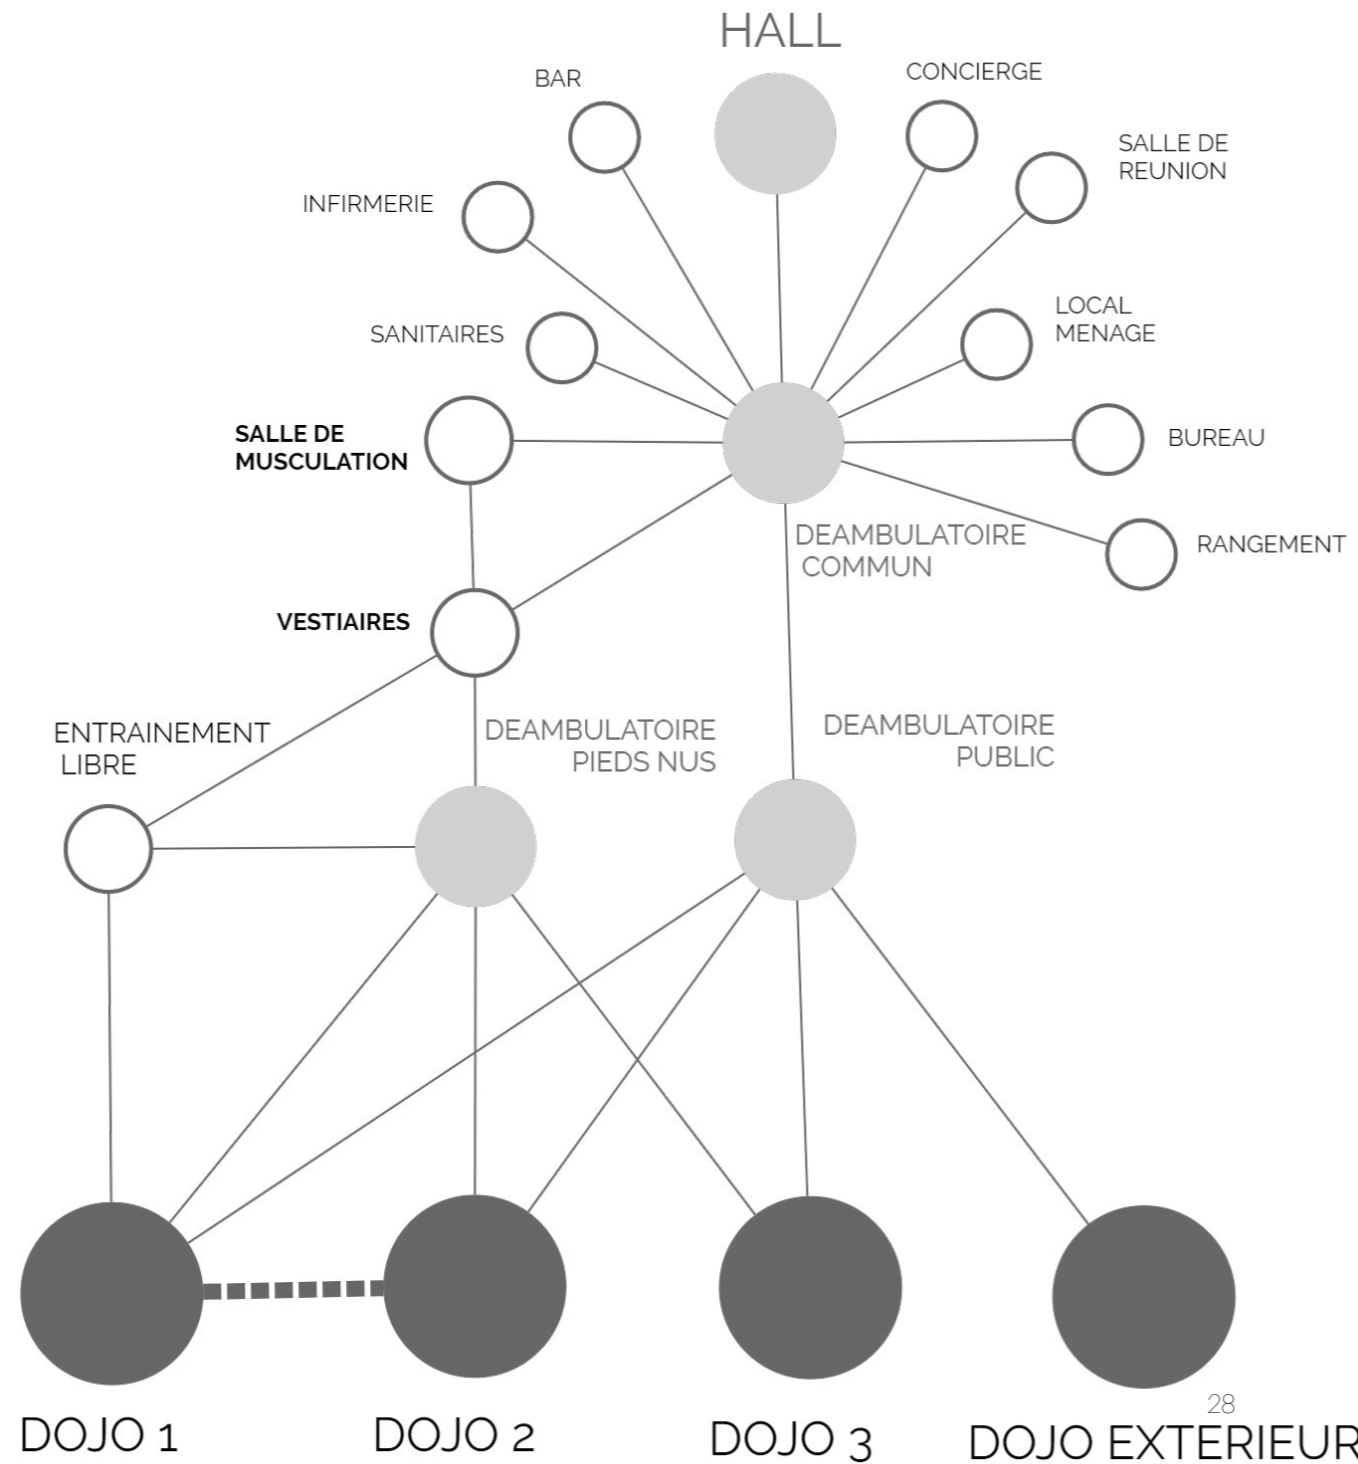 HALL
BAR
CONCIERGE
SALLE DE
REUNION
INFIRMERIE
LOCAL
MENAGE
SANITAIRES
SALLE DE
MUSCULATION
BUREAU
DEAMBULATOIRE
COMMUN
RANGEMENT
VESTIAIRES
ENTRAINEMENT
LIBRE
DEAMBULATOIRE
PIEDS NUS
DEAMBULATOIRE
PUBLIC
28
DOJO 1
DOJO 2
DOJO 3
DOJO EXTERIEUR